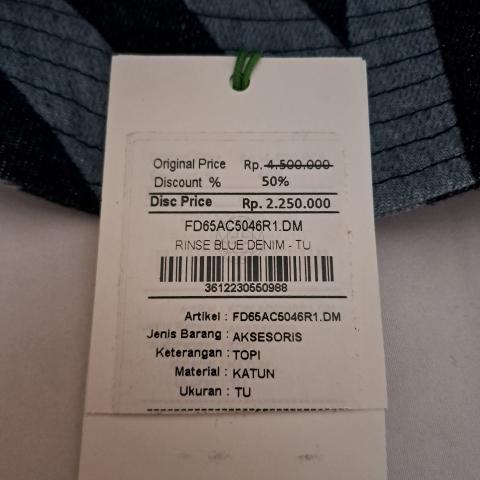 Original Price Rp. 4.500.000
Discount % 50%
Disc Price Rp. 2.250.000
FD65AC5046R1.DM
RINSE BLUE DENIM - TU
3612230550988
Artikel : FD65AC5046R1.DM
Jenis Barang : AKSESORIS
Keterangan : TOPI
Material : KATUN
Ukuran : TU